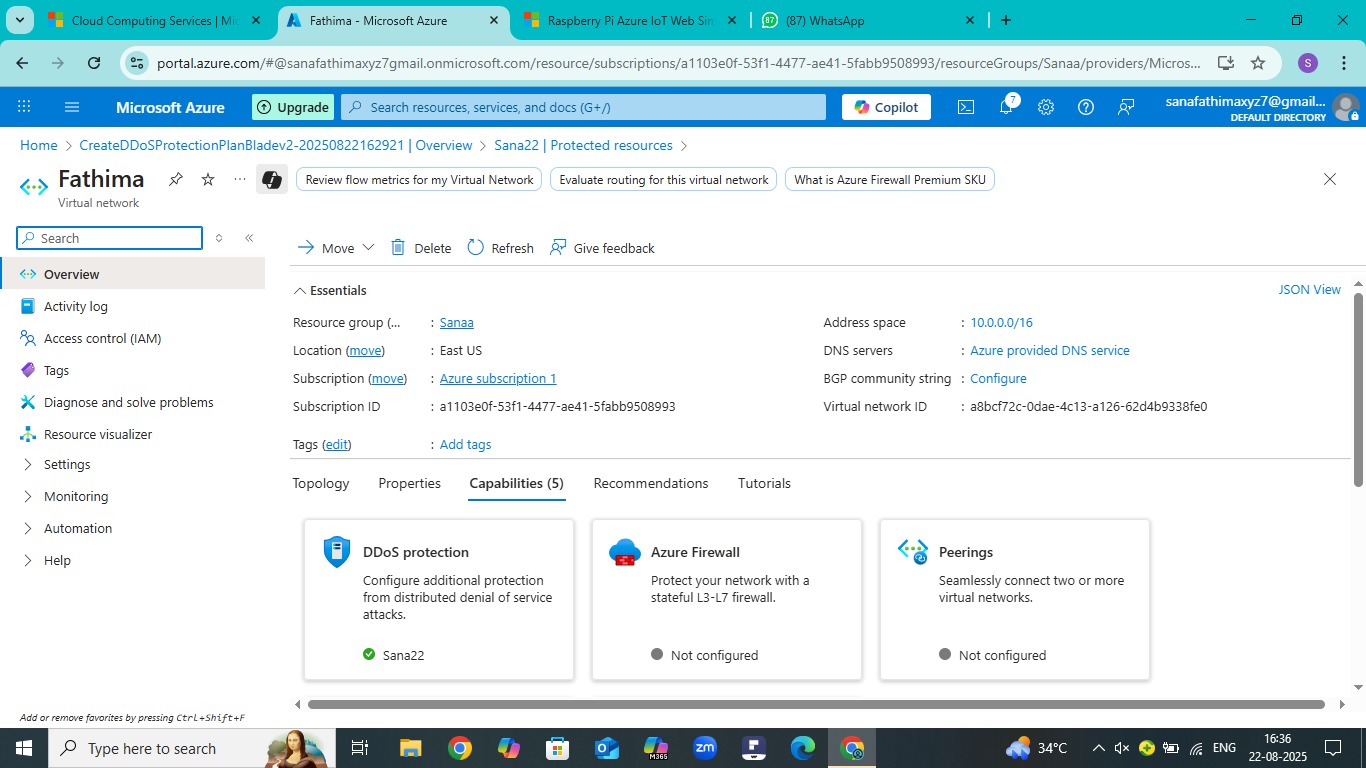 Cloud Computing Services | Mic
Fathima - Microsoft Azure
Raspberry Pi Azure IoT Web Sim
(87) WhatsApp
portal.azure.com/#@sanafathimaxyz7gmail.onmicrosoft.com/resource/subscriptions/a1103e0f-53f1-4477-ae41-5fabb9508993/resourceGroups/Sanaa/providers/Micros...
S
Microsoft Azure
Upgrade
Search resources, services, and docs (G+/)
Copilot
7
sanafathimaxyz7@gmail...
DEFAULT DIRECTORY
Home > CreateDDoSProtectionPlanBladev2-20250822162921 | Overview > Sana22 | Protected resources >
Fathima
Virtual network
Review flow metrics for my Virtual Network
Evaluate routing for this virtual network
What is Azure Firewall Premium SKU
Search
Overview
Activity log
Access control (IAM)
Tags
Diagnose and solve problems
Resource visualizer
Settings
Monitoring
Automation
Help
Add or remove favorites by pressing Ctrl+Shift+F
Move
Delete
Refresh
Give feedback
Essentials
JSON View
Resource group (... : Sanaa
Location (move) : East US
Subscription (move) : Azure subscription 1
Subscription ID : a1103e0f-53f1-4477-ae41-5fabb9508993
Tags (edit) : Add tags
Address space : 10.0.0.0/16
DNS servers : Azure provided DNS service
BGP community string : Configure
Virtual network ID : a8bcf72c-0dae-4c13-a126-62d4b9338fe0
Topology
Properties
Capabilities (5)
Recommendations
Tutorials
DDoS protection
Configure additional protection
from distributed denial of service
attacks.
Sana22
Azure Firewall
Protect your network with a
stateful L3-L7 firewall.
Not configured
Peerings
Seamlessly connect two or more
virtual networks.
Not configured
Type here to search
M365
zm
34°C
ENG
16:36
22-08-2025